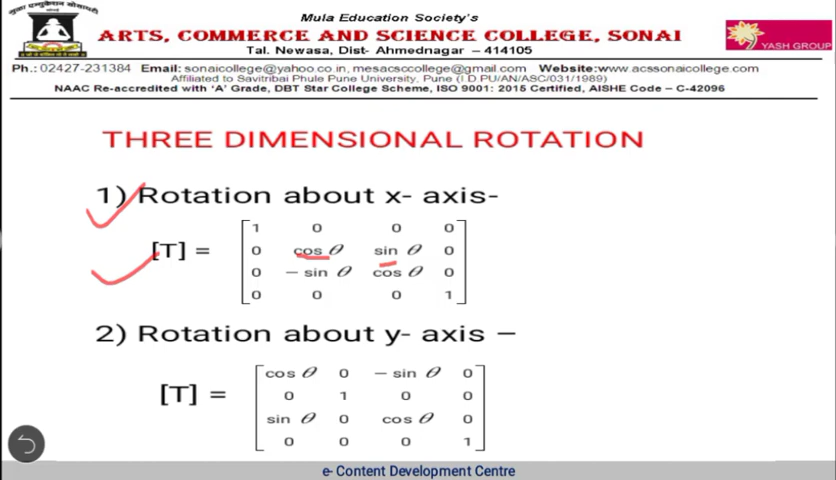 Mula Education Society's
ARTS, COMMERCE AND SCIENCE COLLEGE, SONAI
Tal. Newasa, Dist- Ahmednagar – 414105
YASH GROUP
Ph.: 02427-231384 Email: sonaicollege@yahoo.co.in, mesacsccollege@gmail.com Website:www.acssonaicollege.com
Affiliated to Savitribai Phule Pune University, Pune (I D PU/AN/ASC/031/1989)
NAAC Re-accredited with 'A' Grade, DBT Star College Scheme, ISO 9001: 2015 Certified, AISHE Code – C-42096
THREE DIMENSIONAL ROTATION
1) Rotation about x- axis-
[T] =
1 0 0 0
0 cos θ sin θ 0
0 − sin θ cos θ 0
0 0 0 1
2) Rotation about y- axis –
[T] =
cos θ 0 − sin θ 0
0 1 0 0
sin θ 0 cos θ 0
0 0 0 1
e- Content Development Centre